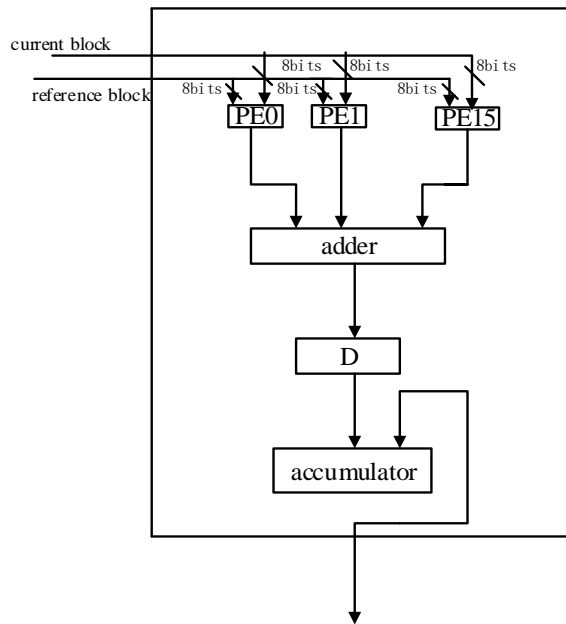 current block
8bits 8bits 8bits
reference block 8bits 8bits 8bits
PE0 PE1 PE15
adder
D
accumulator